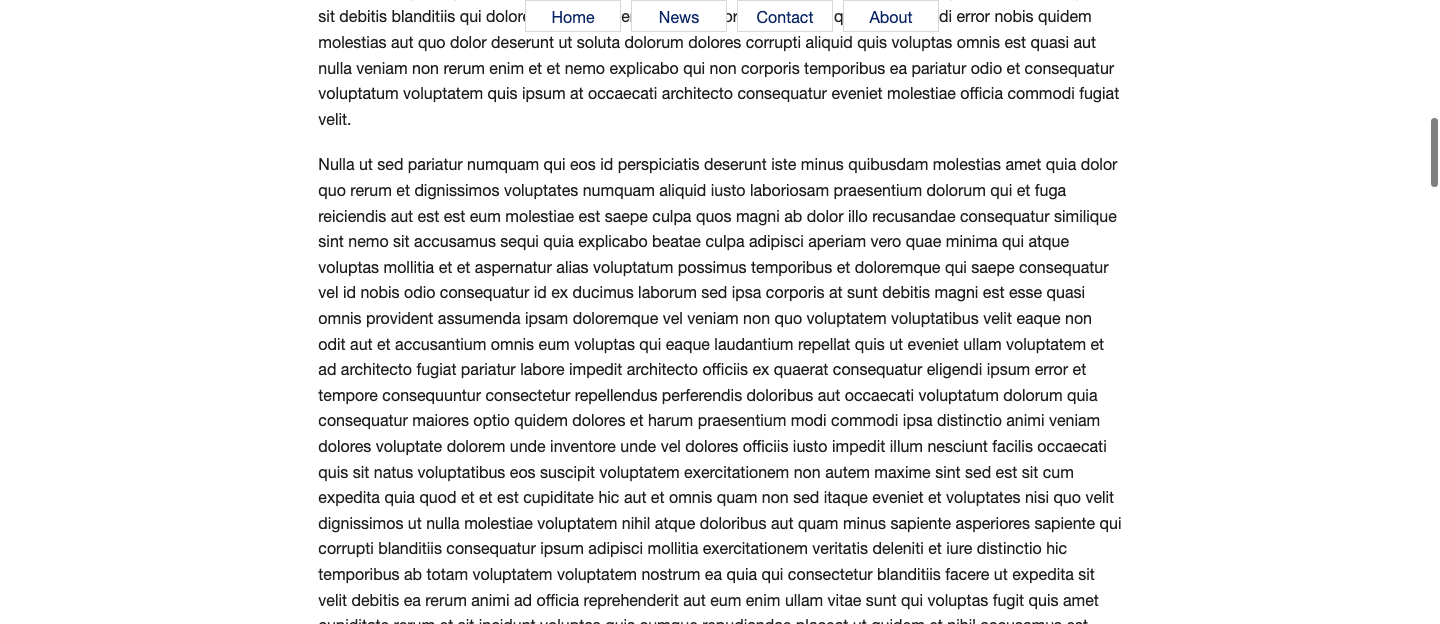 Home News Contact About
sit debitis blanditiis qui di error nobis quidem
molestias aut quo dolor deserunt ut soluta dolorum dolores corrupti aliquid quis voluptas omnis est quasi aut
nulla veniam non rerum enim et et nemo explicabo qui non corporis temporibus ea pariatur odio et consequatur
voluptatum voluptatem quis ipsum at occaecati architecto consequatur eveniet molestiae officia commodi fugiat
velit.
Nulla ut sed pariatur numquam qui eos id perspiciatis deserunt iste minus quibusdam molestias amet quia dolor
quo rerum et dignissimos voluptates numquam aliquid iusto laboriosam praesentium dolorum qui et fuga
reiciendis aut est est eum molestiae est saepe culpa quos magni ab dolor illo recusandae consequatur similique
sint nemo sit accusamus sequi quia explicabo beatae culpa adipisci aperiam vero quae minima qui atque
voluptas mollitia et et aspernatur alias voluptatum possimus temporibus et doloremque qui saepe consequatur
vel id nobis odio consequatur id ex ducimus laborum sed ipsa corporis at sunt debitis magni est esse quasi
omnis provident assumenda ipsam doloremque vel veniam non quo voluptatem voluptatibus velit eaque non
odit aut et accusantium omnis eum voluptas qui eaque laudantium repellat quis ut eveniet ullam voluptatem et
ad architecto fugiat pariatur labore impedit architecto officiis ex quaerat consequatur eligendi ipsum error et
tempore consequuntur consectetur repellendus perferendis doloribus aut occaecati voluptatum dolorum quia
consequatur maiores optio quidem dolores et harum praesentium modi commodi ipsa distinctio animi veniam
dolores voluptate dolorem unde inventore unde vel dolores officiis iusto impedit illum nesciunt facilis occaecati
quis sit natus voluptatibus eos suscipit voluptatem exercitationem non autem maxime sint sed est sit cum
expedita quia quod et et est cupiditate hic aut et omnis quam non sed itaque eveniet et voluptates nisi quo velit
dignissimos ut nulla molestiae voluptatem nihil atque doloribus aut quam minus sapiente asperiores sapiente qui
corrupti blanditiis consequatur ipsum adipisci mollitia exercitationem veritatis deleniti et iure distinctio hic
temporibus ab totam voluptatem voluptatem nostrum ea quia qui consectetur blanditiis facere ut expedita sit
velit debitis ea rerum animi ad officia reprehenderit aut eum enim ullam vitae sunt qui voluptas fugit quis amet